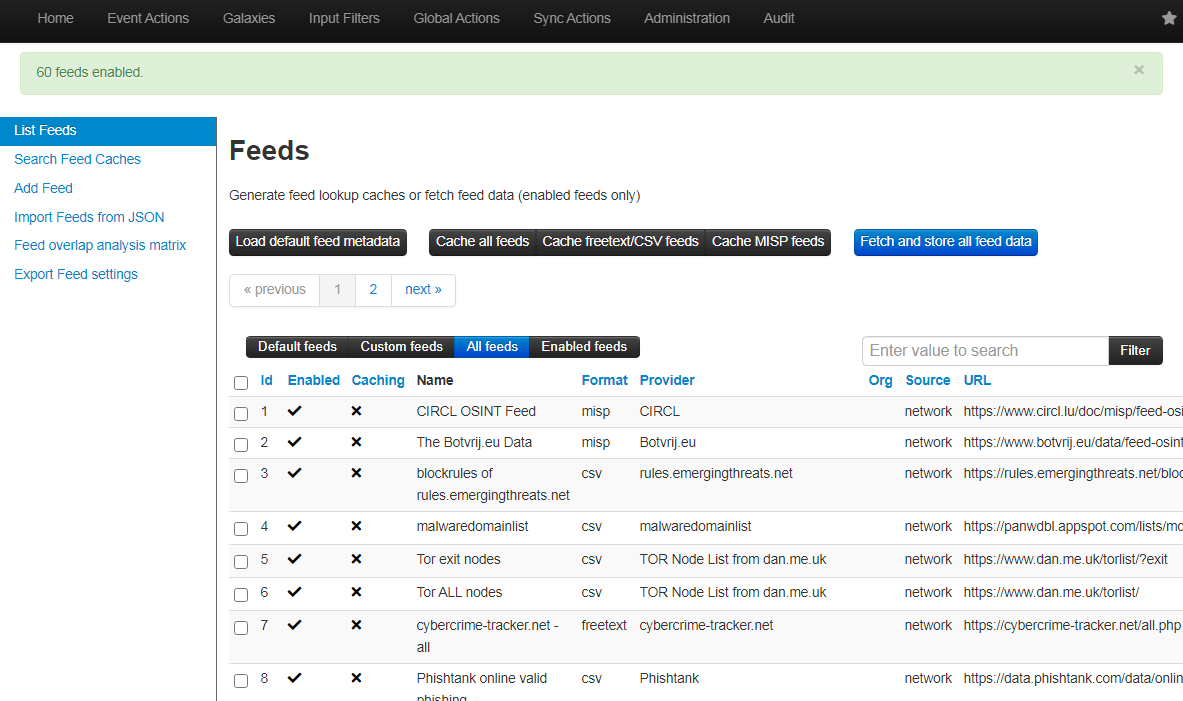 Home Event Actions Galaxies Input Filters Global Actions Sync Actions Administration Audit
60 feeds enabled. ×
List Feeds
Search Feed Caches
Add Feed
Import Feeds from JSON
Feed overlap analysis matrix
Export Feed settings
Feeds
Generate feed lookup caches or fetch feed data (enabled feeds only)
Load default feed metadata Cache all feeds Cache freetext/CSV feeds Cache MISP feeds Fetch and store all feed data
« previous 1 2 next »
Default feeds Custom feeds All feeds Enabled feeds Enter value to search Filter
Id Enabled Caching Name Format Provider Org Source URL
1 ✔ ✖ CIRCL OSINT Feed misp CIRCL network https://www.circl.lu/doc/misp/feed-osi
2 ✔ ✖ The Botvrij.eu Data misp Botvrij.eu network https://www.botvrij.eu/data/feed-osint
3 ✔ ✖ blockrules of csv rules.emergingthreats.net network https://rules.emergingthreats.net/bloc
rules.emergingthreats.net
4 ✔ ✖ malwaredomainlist csv malwaredomainlist network https://panwdbl.appspot.com/lists/md
5 ✔ ✖ Tor exit nodes csv TOR Node List from dan.me.uk network https://www.dan.me.uk/torlist/?exit
6 ✔ ✖ Tor ALL nodes csv TOR Node List from dan.me.uk network https://www.dan.me.uk/torlist/
7 ✔ ✖ cybercrime-tracker.net - freetext cybercrime-tracker.net network https://cybercrime-tracker.net/all.php
all
8 ✔ ✖ Phishtank online valid csv Phishtank network https://data.phishtank.com/data/onlin
phishing